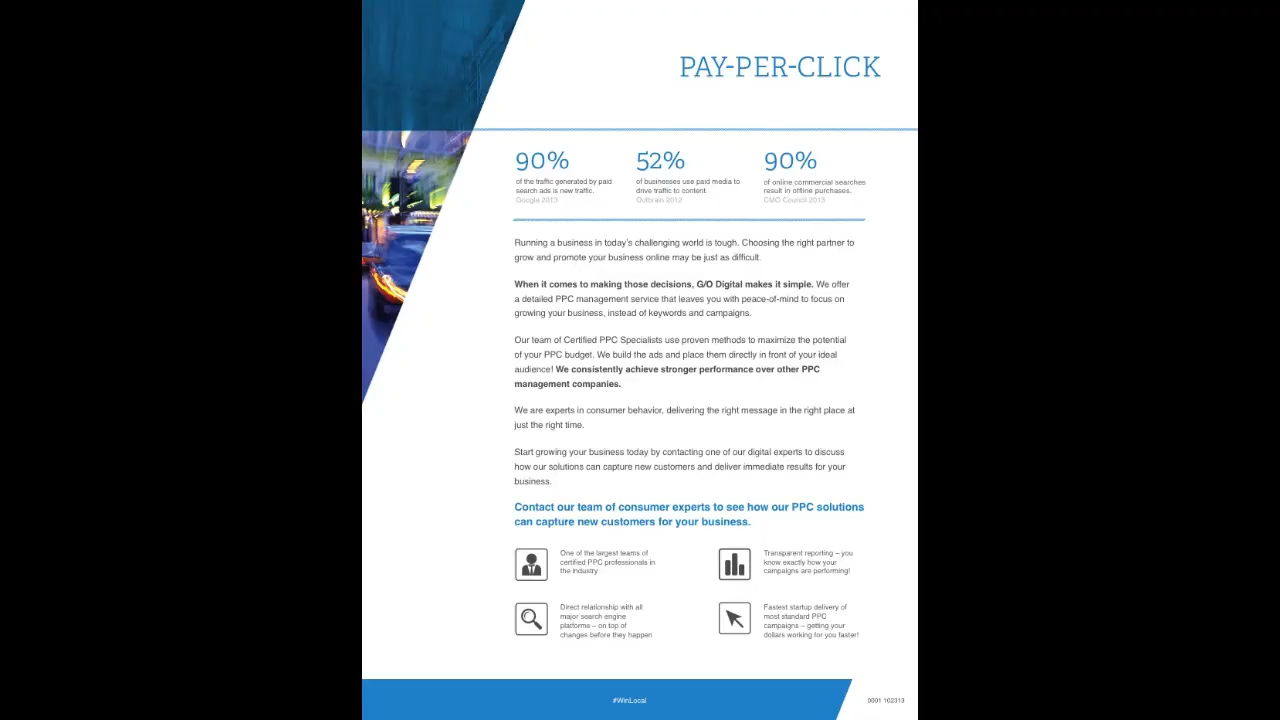 PAY-PER-CLICK
90%
of the traffic generated by paid
search ads is new traffic.
Google 2013
52%
of businesses use paid media to
drive traffic to content.
Outbrain 2012
90%
of online commercial searches
result in offline purchases.
CMO Council 2013
Running a business in today's challenging world is tough. Choosing the right partner to
grow and promote your business online may be just as difficult.
When it comes to making those decisions, G/O Digital makes it simple. We offer
a detailed PPC management service that leaves you with peace-of-mind to focus on
growing your business, instead of keywords and campaigns.
Our team of Certified PPC Specialists use proven methods to maximize the potential
of your PPC budget. We build the ads and place them directly in front of your ideal
audience! We consistently achieve stronger performance over other PPC
management companies.
We are experts in consumer behavior, delivering the right message in the right place at
just the right time.
Start growing your business today by contacting one of our digital experts to discuss
how our solutions can capture new customers and deliver immediate results for your
business.
Contact our team of consumer experts to see how our PPC solutions
can capture new customers for your business.
One of the largest teams of
certified PPC professionals in
the industry
Transparent reporting – you
know exactly how your
campaigns are performing!
Direct relationship with all
major search engine
platforms – on top of
changes before they happen
Fastest startup delivery of
most standard PPC
campaigns – getting your
dollars working for you faster!
#WinLocal
0001 102313